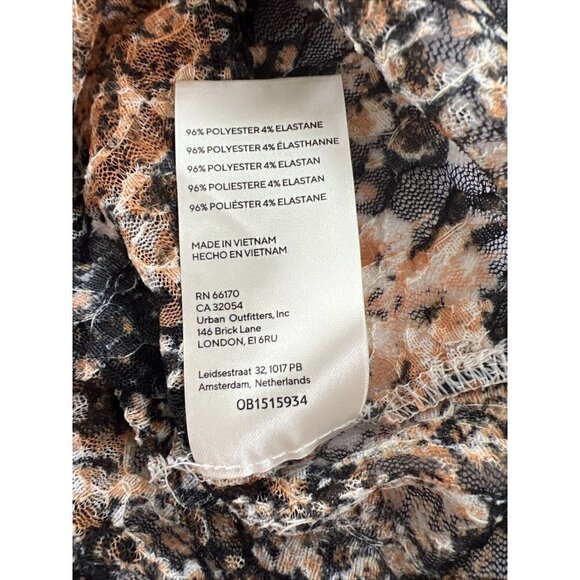 96% POLYESTER 4% ELASTANE
96% POLYESTER 4% ÉLASTHANNE
96% POLYESTER 4% ELASTAN
96% POLIESTERE 4% ELASTAN
96% POLIÉSTER 4% ELASTANE
MADE IN VIETNAM
HECHO EN VIETNAM
RN 66170
CA 32054
Urban Outfitters, Inc
146 Brick Lane
LONDON, E1 6RU
Leidsestraat 32, 1017 PB
Amsterdam, Netherlands
OB1515934